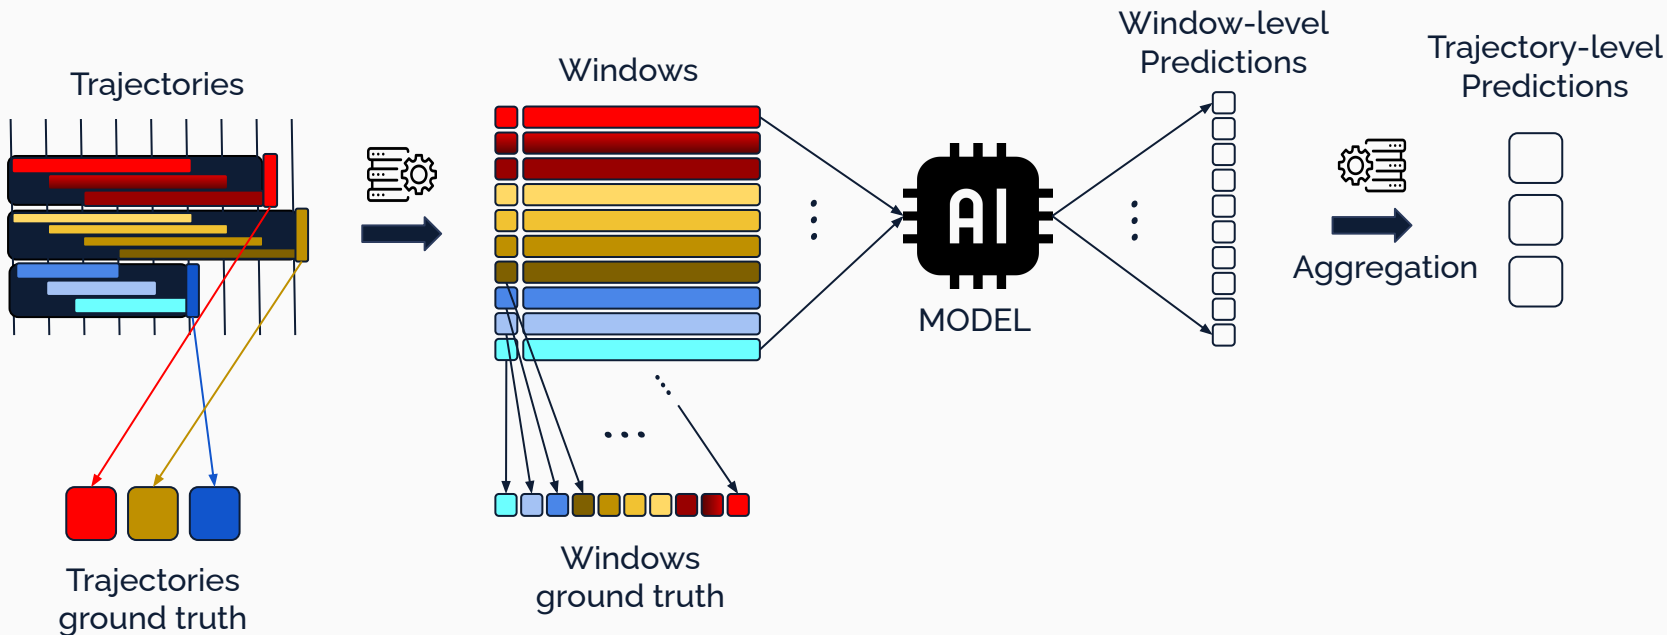 Trajectories
Windows
Window-level
Predictions
Trajectory-level
Predictions
AI
MODEL
Aggregation
Trajectories
ground truth
Windows
ground truth